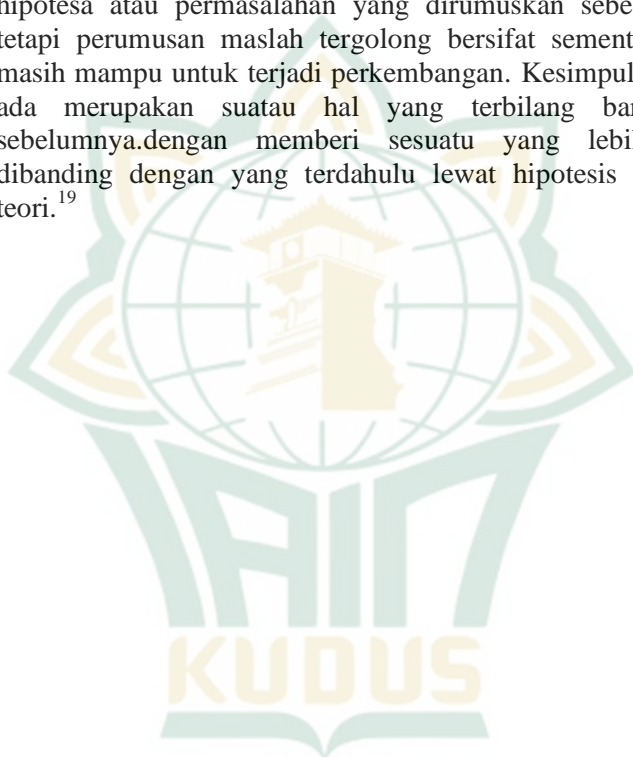 hipotesa atau permasalahan yang dirumuskan sebe
tetapi perumusan maslah tergolong bersifat sement
masih mampu untuk terjadi perkembangan. Kesimpul
ada merupakan suatau hal yang terbilang bar
sebelumnya.dengan memberi sesuatu yang lebi
dibanding dengan yang terdahulu lewat hipotesis
teori.19
IAIN
KUDUS